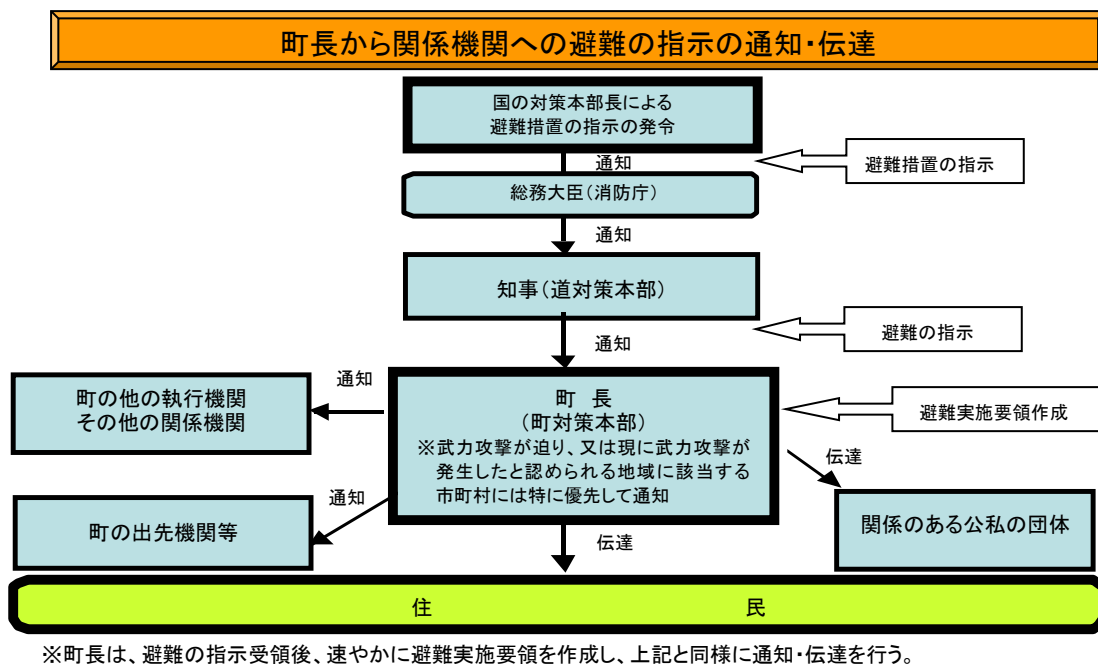 町長から関係機関への避難の指示の通知・伝達
国の対策本部長による
避難措置の指示の発令
通知
避難措置の指示
総務大臣(消防庁)
通知
知事(道対策本部)
避難の指示
通知
町の他の執行機関
その他の関係機関
通知
町 長
(町対策本部)
※武力攻撃が迫り、又は現に武力攻撃が
発生したと認められる地域に該当する
市町村には特に優先して通知
避難実施要領作成
伝達
通知
町の出先機関等
関係のある公私の団体
伝達
住 民
※町長は、避難の指示受領後、速やかに避難実施要領を作成し、上記と同様に通知・伝達を行う。